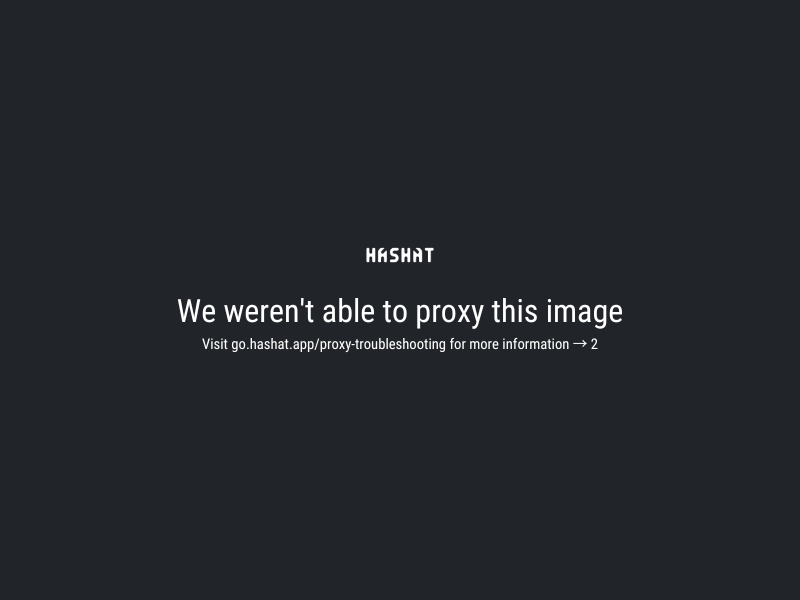 HASHAT
We weren't able to proxy this image
Visit go.hashat.app/proxy-troubleshooting for more information → 2